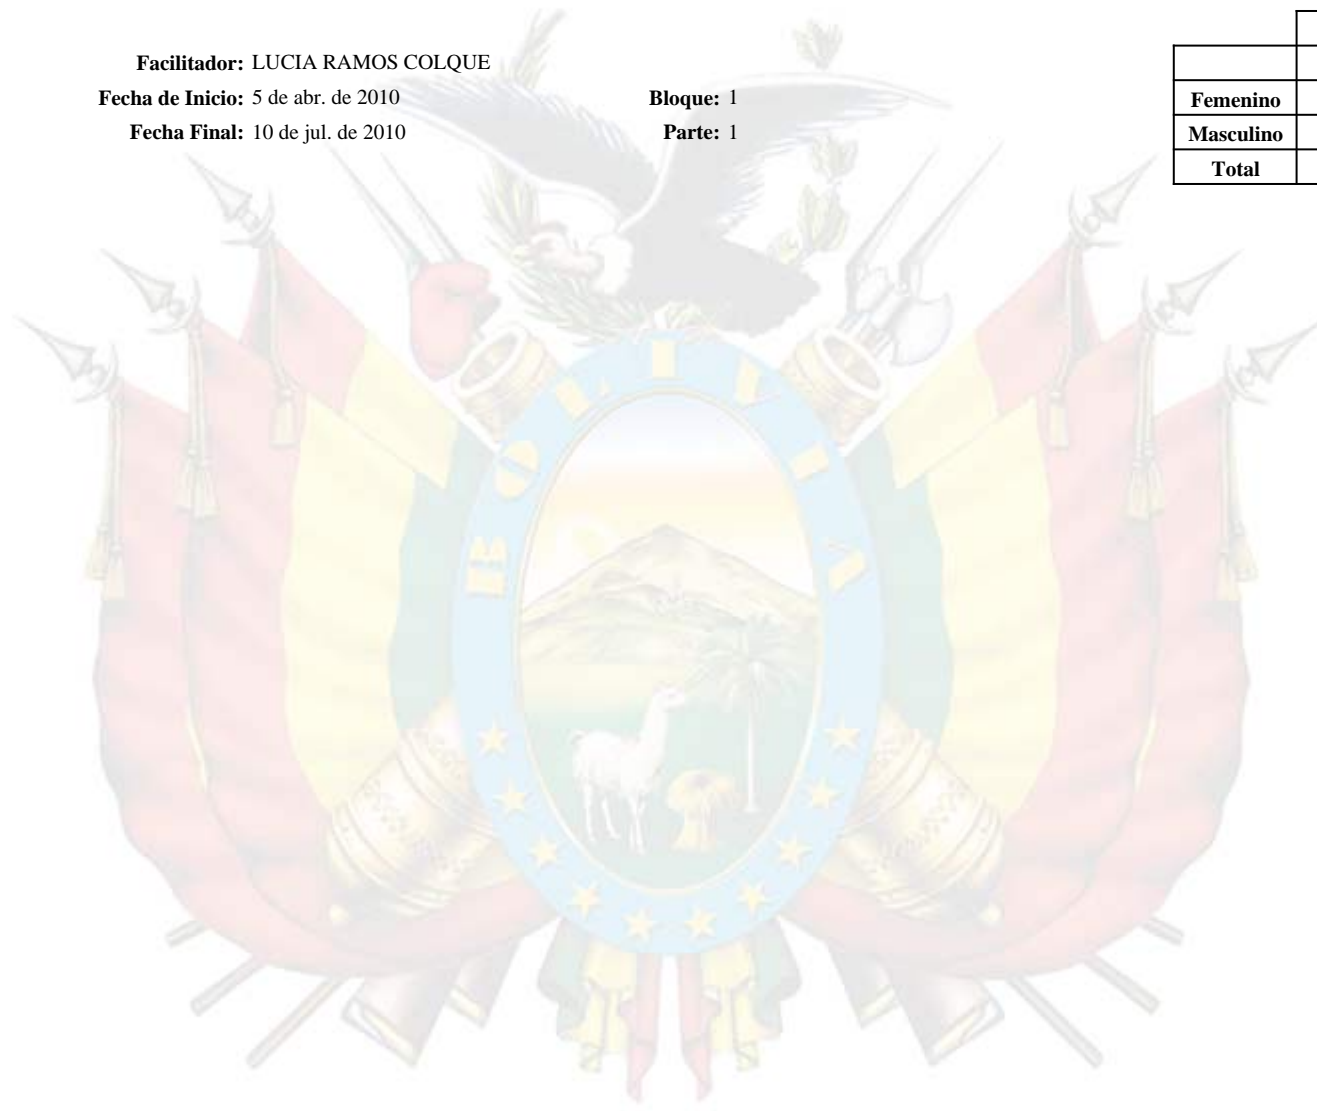 Facilitador: LUCIA RAMOS COLQUE
Fecha de Inicio: 5 de abr. de 2010 Bloque: 1
Fecha Final: 10 de jul. de 2010 Parte: 1
Femenino
Masculino
Total
BOLIVIA